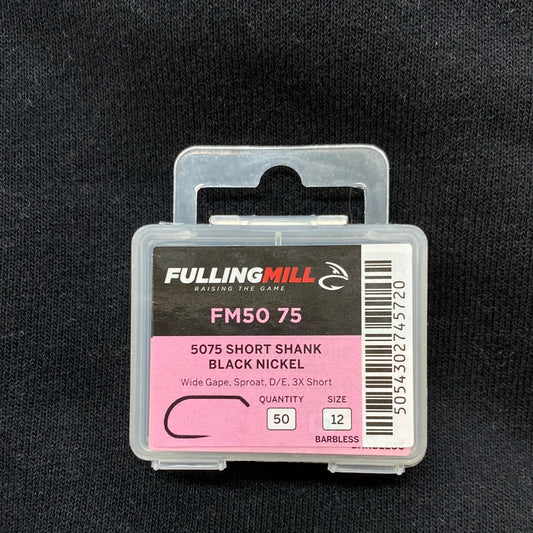 FULLINGMILL
RAISING THE GAME
FM50 75
5075 SHORT SHANK
BLACK NICKEL
Wide Gape, Sproat, D/E, 3X Short
QUANTITY SIZE
50 12
BARBLESS
BARBLESS
5054302745720